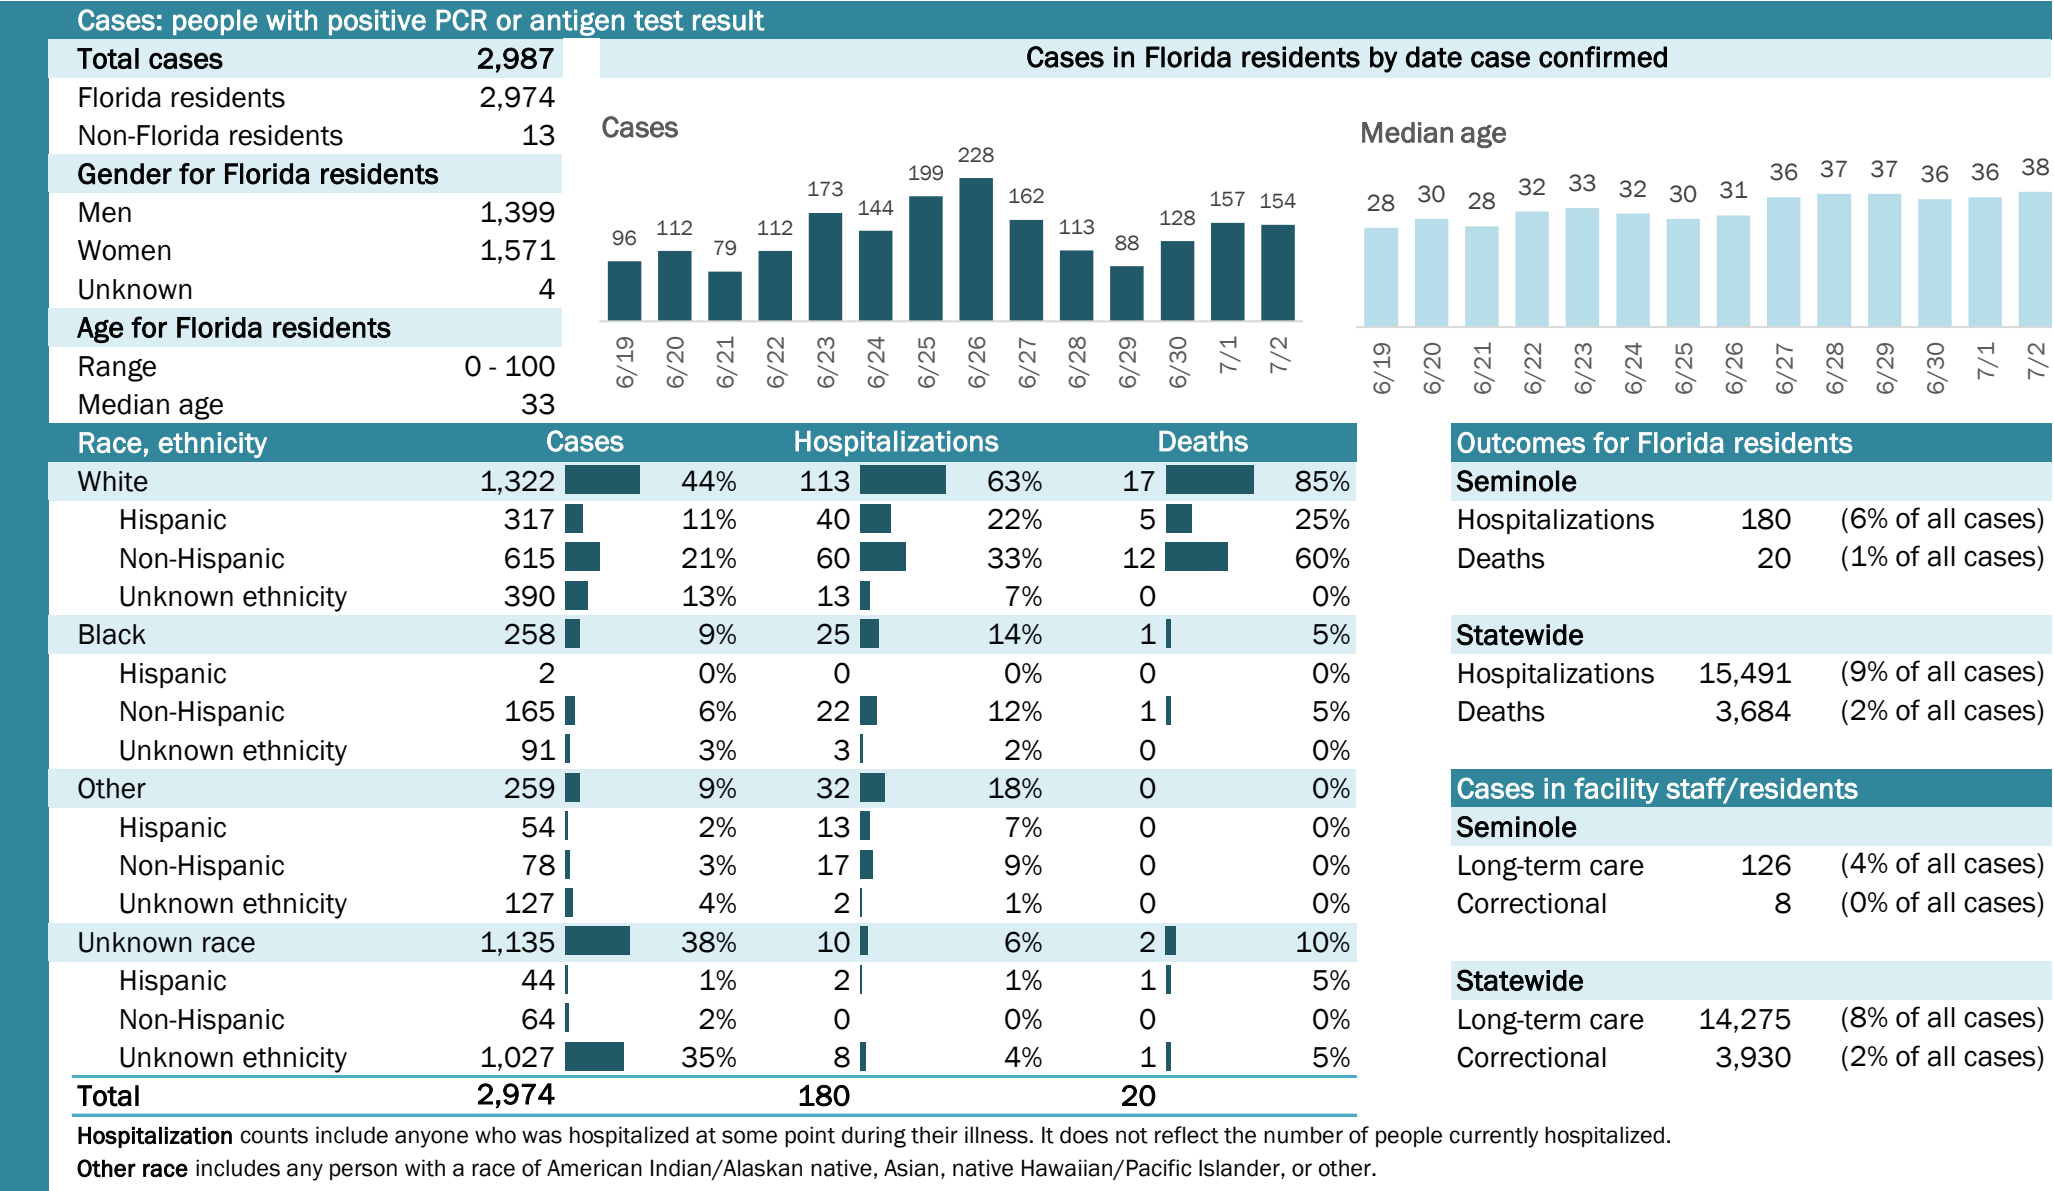 Cases: people with positive PCR or antigen test result
Total cases 2,987
Florida residents 2,974
Non-Florida residents 13
Gender for Florida residents
Men 1,399
Women 1,571
Unknown 4
Age for Florida residents
Range 0 - 100
Median age 33
Cases in Florida residents by date case confirmed
Cases
96 112 79 112 173 144 199 228 162 113 88 128 157 154
6/19 6/20 6/21 6/22 6/23 6/24 6/25 6/26 6/27 6/28 6/29 6/30 7/1 7/2
Median age
28 30 28 32 33 32 30 31 36 37 37 36 36 38
6/19 6/20 6/21 6/22 6/23 6/24 6/25 6/26 6/27 6/28 6/29 6/30 7/1 7/2
Race, ethnicity Cases Hospitalizations Deaths
White 1,322 44% 113 63% 17 85%
Hispanic 317 11% 40 22% 5 25%
Non-Hispanic 615 21% 60 33% 12 60%
Unknown ethnicity 390 13% 13 7% 0 0%
Black 258 9% 25 14% 1 5%
Hispanic 2 0% 0 0% 0 0%
Non-Hispanic 165 6% 22 12% 1 5%
Unknown ethnicity 91 3% 3 2% 0 0%
Other 259 9% 32 18% 0 0%
Hispanic 54 2% 13 7% 0 0%
Non-Hispanic 78 3% 17 9% 0 0%
Unknown ethnicity 127 4% 2 1% 0 0%
Unknown race 1,135 38% 10 6% 2 10%
Hispanic 44 1% 2 1% 1 5%
Non-Hispanic 64 2% 0 0% 0 0%
Unknown ethnicity 1,027 35% 8 4% 1 5%
Total 2,974 180 20
Outcomes for Florida residents
Seminole
Hospitalizations 180 (6% of all cases)
Deaths 20 (1% of all cases)
Statewide
Hospitalizations 15,491 (9% of all cases)
Deaths 3,684 (2% of all cases)
Cases in facility staff/residents
Seminole
Long-term care 126 (4% of all cases)
Correctional 8 (0% of all cases)
Statewide
Long-term care 14,275 (8% of all cases)
Correctional 3,930 (2% of all cases)
Hospitalization counts include anyone who was hospitalized at some point during their illness. It does not reflect the number of people currently hospitalized.
Other race includes any person with a race of American Indian/Alaskan native, Asian, native Hawaiian/Pacific Islander, or other.